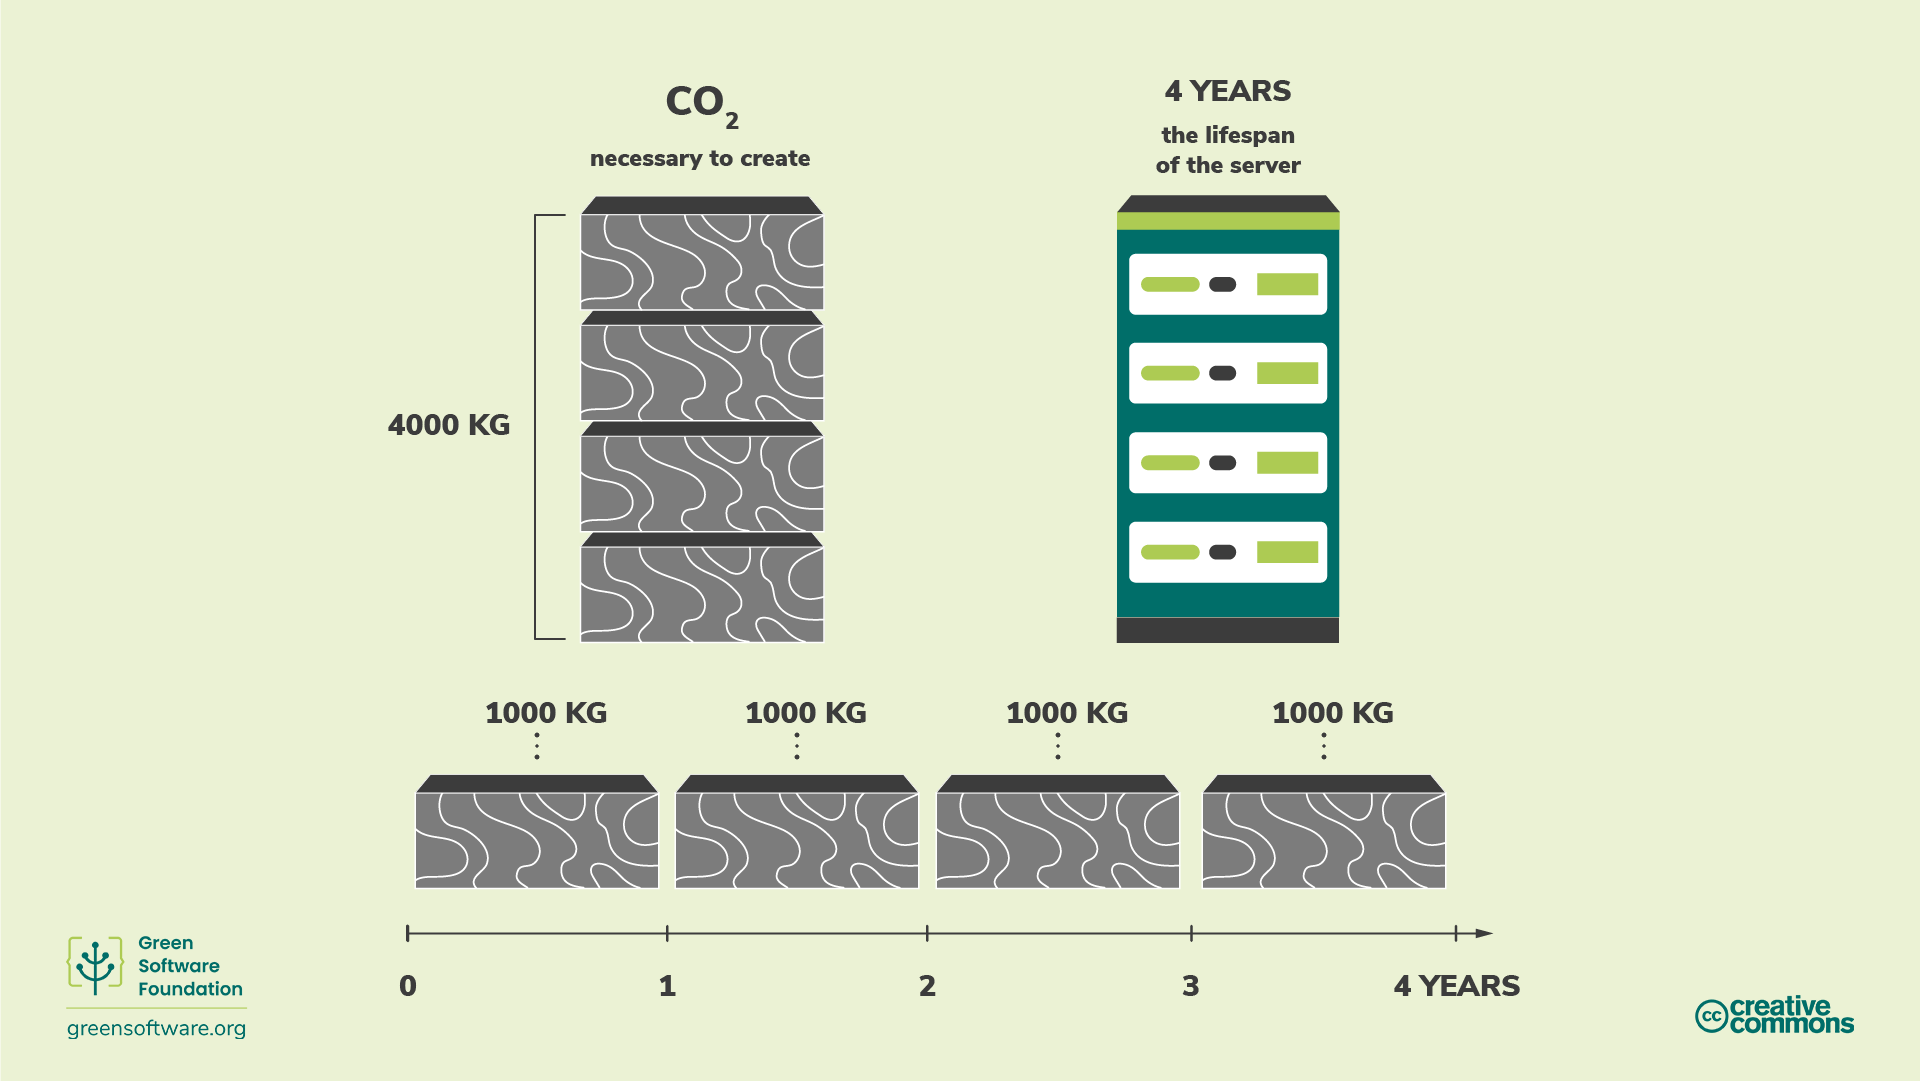 CO2
necessary to create
4 YEARS
the lifespan
of the server
4000 KG
1000 KG
1000 KG
1000 KG
1000 KG
0
1
2
3
4 YEARS
Green
Software
Foundation
greensoftware.org
cc creative
commons